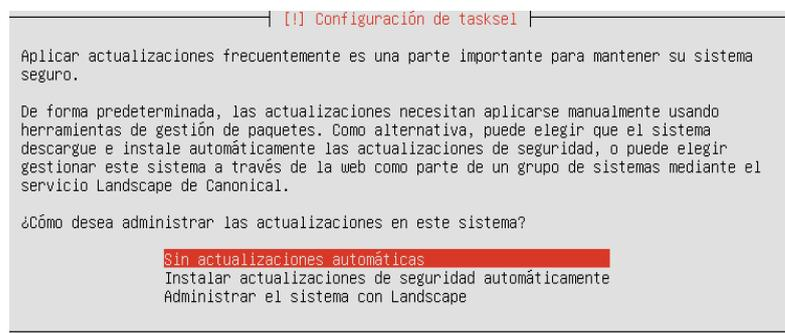 [!] Configuración de tasksel
Aplicar actualizaciones frecuentemente es una parte importante para mantener su sistema
seguro.
De forma predeterminada, las actualizaciones necesitan aplicarse manualmente usando
herramientas de gestión de paquetes. Como alternativa, puede elegir que el sistema
descargue e instale automáticamente las actualizaciones de seguridad, o puede elegir
gestionar este sistema a través de la web como parte de un grupo de sistemas mediante el
servicio Landscape de Canonical.
¿Cómo desea administrar las actualizaciones en este sistema?
Sin actualizaciones automáticas
Instalar actualizaciones de seguridad automáticamente
Administrar el sistema con Landscape